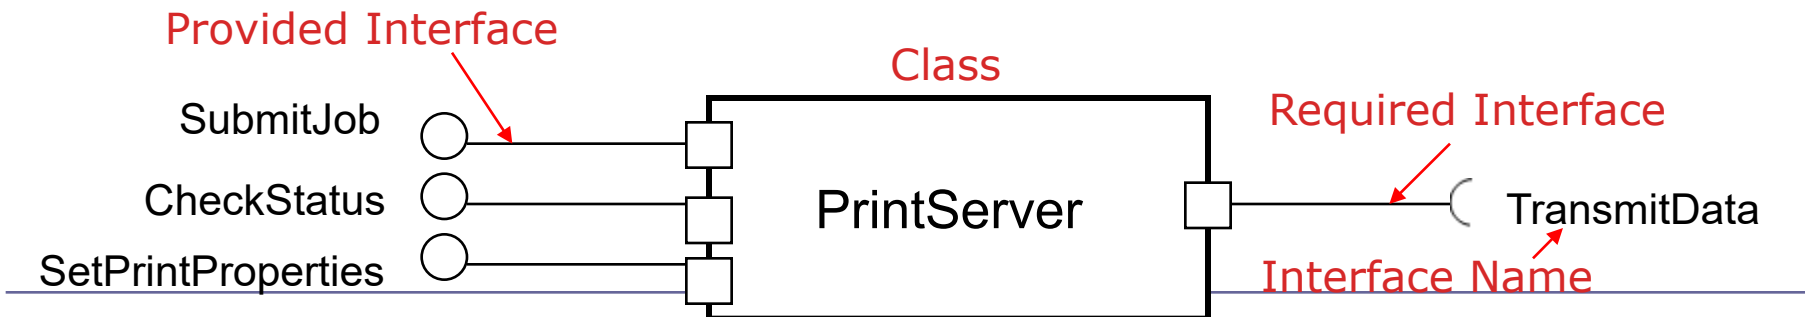 Provided Interface
Class
SubmitJob
Required Interface
CheckStatus
PrintServer
TransmitData
SetPrintProperties
Interface Name